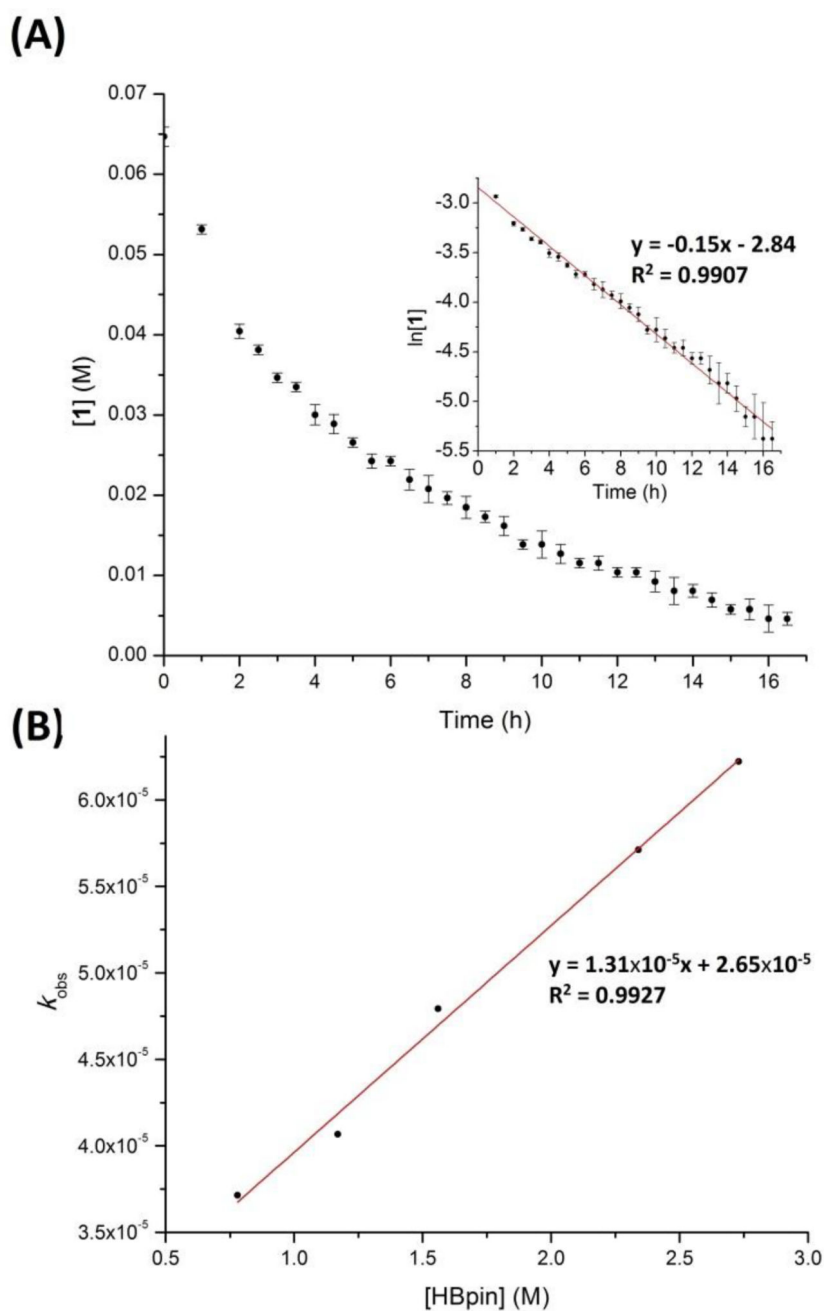 (A)
0.07
0.06
0.05
0.04
0.03
0.02
0.01
0.00
[1] (M)
0 2 4 6 8 10 12 14 16
Time (h)
-3.0
-3.5
-4.0
-4.5
-5.0
-5.5
ln[1]
0 2 4 6 8 10 12 14 16
Time (h)
y = -0.15x - 2.84
R² = 0.9907
(B)
6.0x10⁻⁵
5.5x10⁻⁵
5.0x10⁻⁵
4.5x10⁻⁵
4.0x10⁻⁵
3.5x10⁻⁵
kobs
y = 1.31x10⁻⁵x + 2.65x10⁻⁵
R² = 0.9927
0.5 1.0 1.5 2.0 2.5 3.0
[HBpin] (M)